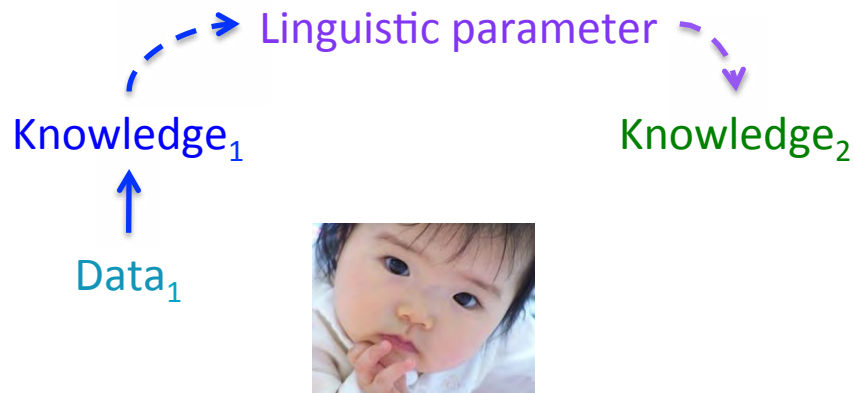 Linguistic parameter
Knowledge₁
Knowledge₂
Data₁